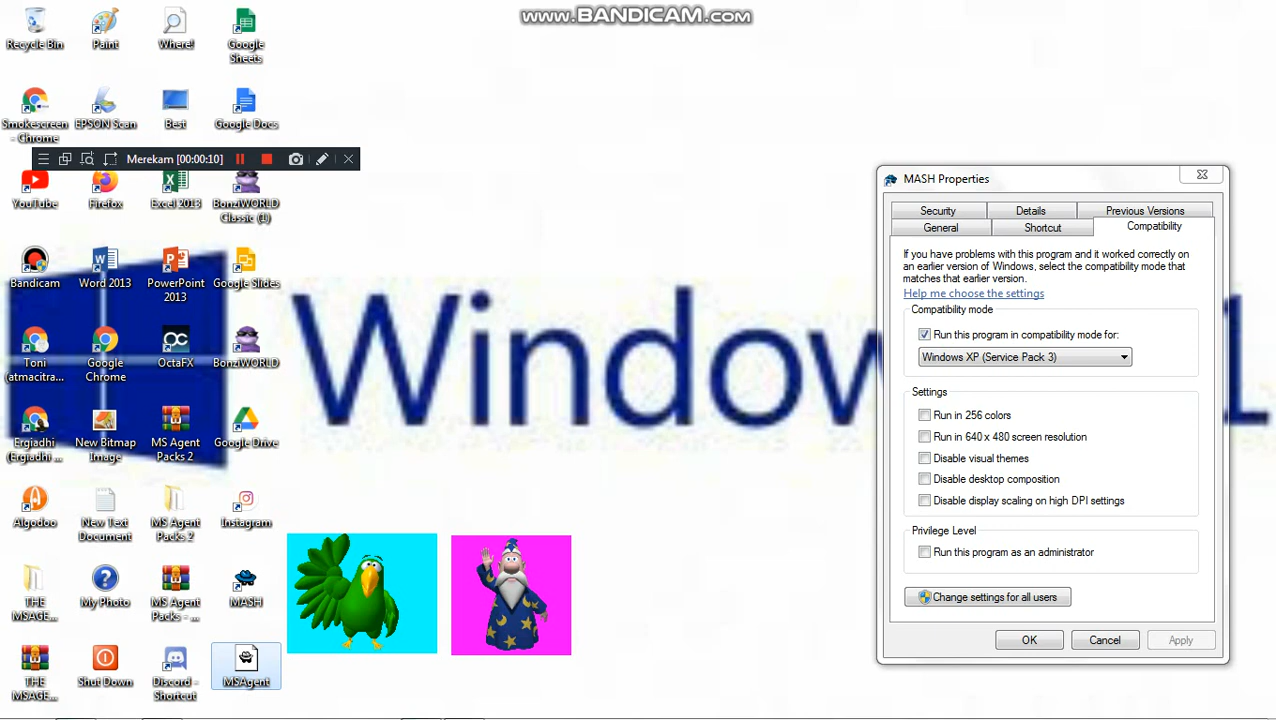 www.BANDICAM.com
Recycle Bin
Paint
Where!
Google
Sheets
Smokescreen
- Chrome
EPSON Scan
Best
Google Docs
Merekam [00:00:10]
YouTube
Firefox
Excel 2013
BonziWORLD
Classic (1)
Bandicam
Word 2013
PowerPoint
2013
Google Slides
Toni
(atmacitra...
Google
Chrome
OctaFX
BonziWORLD
Ergiadhi
(Ergiadhi ...
New Bitmap
Image
MS Agent
Packs 2
Google Drive
Algodoo
New Text
Document
MS Agent
Packs 2
Instagram
THE
MSAGE...
My Photo
MS Agent
Packs - ...
MASH
THE
MSAGE...
Shut Down
Discord -
Shortcut
MSAgent
Window
1
MASH Properties
Security
Details
Previous Versions
General
Shortcut
Compatibility
If you have problems with this program and it worked correctly on
an earlier version of Windows, select the compatibility mode that
matches that earlier version.
Help me choose the settings
Compatibility mode
Run this program in compatibility mode for:
Windows XP (Service Pack 3)
Settings
Run in 256 colors
Run in 640 x 480 screen resolution
Disable visual themes
Disable desktop composition
Disable display scaling on high DPI settings
Privilege Level
Run this program as an administrator
Change settings for all users
OK
Cancel
Apply